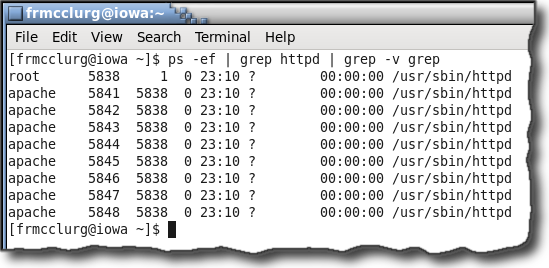 frmcclurg@iowa:~
File Edit View Search Terminal Help
[frmcclurg@iowa ~]$ ps -ef | grep httpd | grep -v grep
root      5838     1  0 23:10 ?        00:00:00 /usr/sbin/httpd
apache    5841  5838  0 23:10 ?        00:00:00 /usr/sbin/httpd
apache    5842  5838  0 23:10 ?        00:00:00 /usr/sbin/httpd
apache    5843  5838  0 23:10 ?        00:00:00 /usr/sbin/httpd
apache    5844  5838  0 23:10 ?        00:00:00 /usr/sbin/httpd
apache    5845  5838  0 23:10 ?        00:00:00 /usr/sbin/httpd
apache    5846  5838  0 23:10 ?        00:00:00 /usr/sbin/httpd
apache    5847  5838  0 23:10 ?        00:00:00 /usr/sbin/httpd
apache    5848  5838  0 23:10 ?        00:00:00 /usr/sbin/httpd
[frmcclurg@iowa ~]$